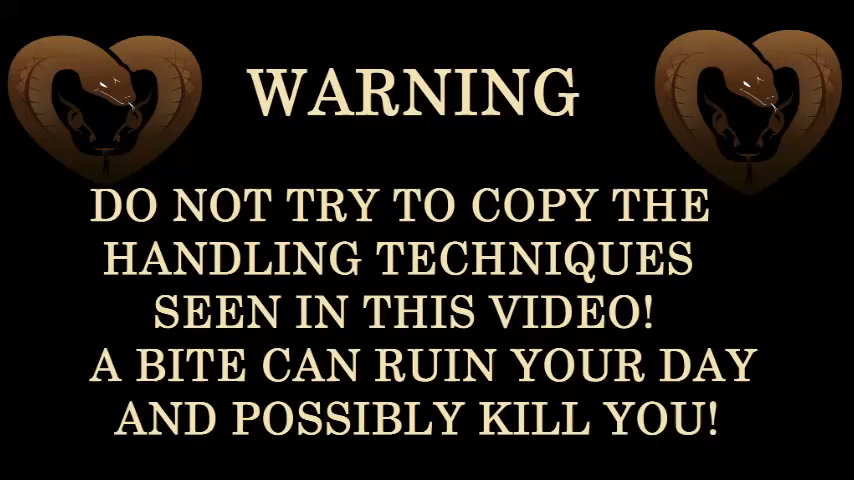 WARNING
DO NOT TRY TO COPY THE
HANDLING TECHNIQUES
SEEN IN THIS VIDEO!
A BITE CAN RUIN YOUR DAY
AND POSSIBLY KILL YOU!